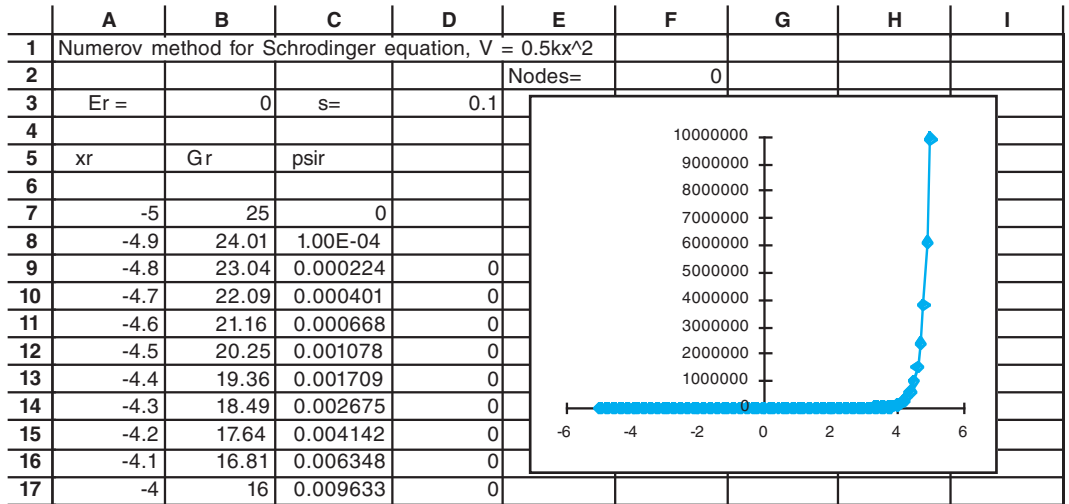 A B C D E F G H I
1 Numerov method for Schrodinger equation, V = 0.5kx^2
2 Nodes= 0
3 Er = 0 s= 0.1
4
5 xr Gr psir
6
7 -5 25 0
8 -4.9 24.01 1.00E-04
9 -4.8 23.04 0.000224 0
10 -4.7 22.09 0.000401 0
11 -4.6 21.16 0.000668 0
12 -4.5 20.25 0.001078 0
13 -4.4 19.36 0.001709 0
14 -4.3 18.49 0.002675 0
15 -4.2 17.64 0.004142 0
16 -4.1 16.81 0.006348 0
17 -4 16 0.009633 0
10000000
9000000
8000000
7000000
6000000
5000000
4000000
3000000
2000000
1000000
0
-6 -4 -2 0 2 4 6